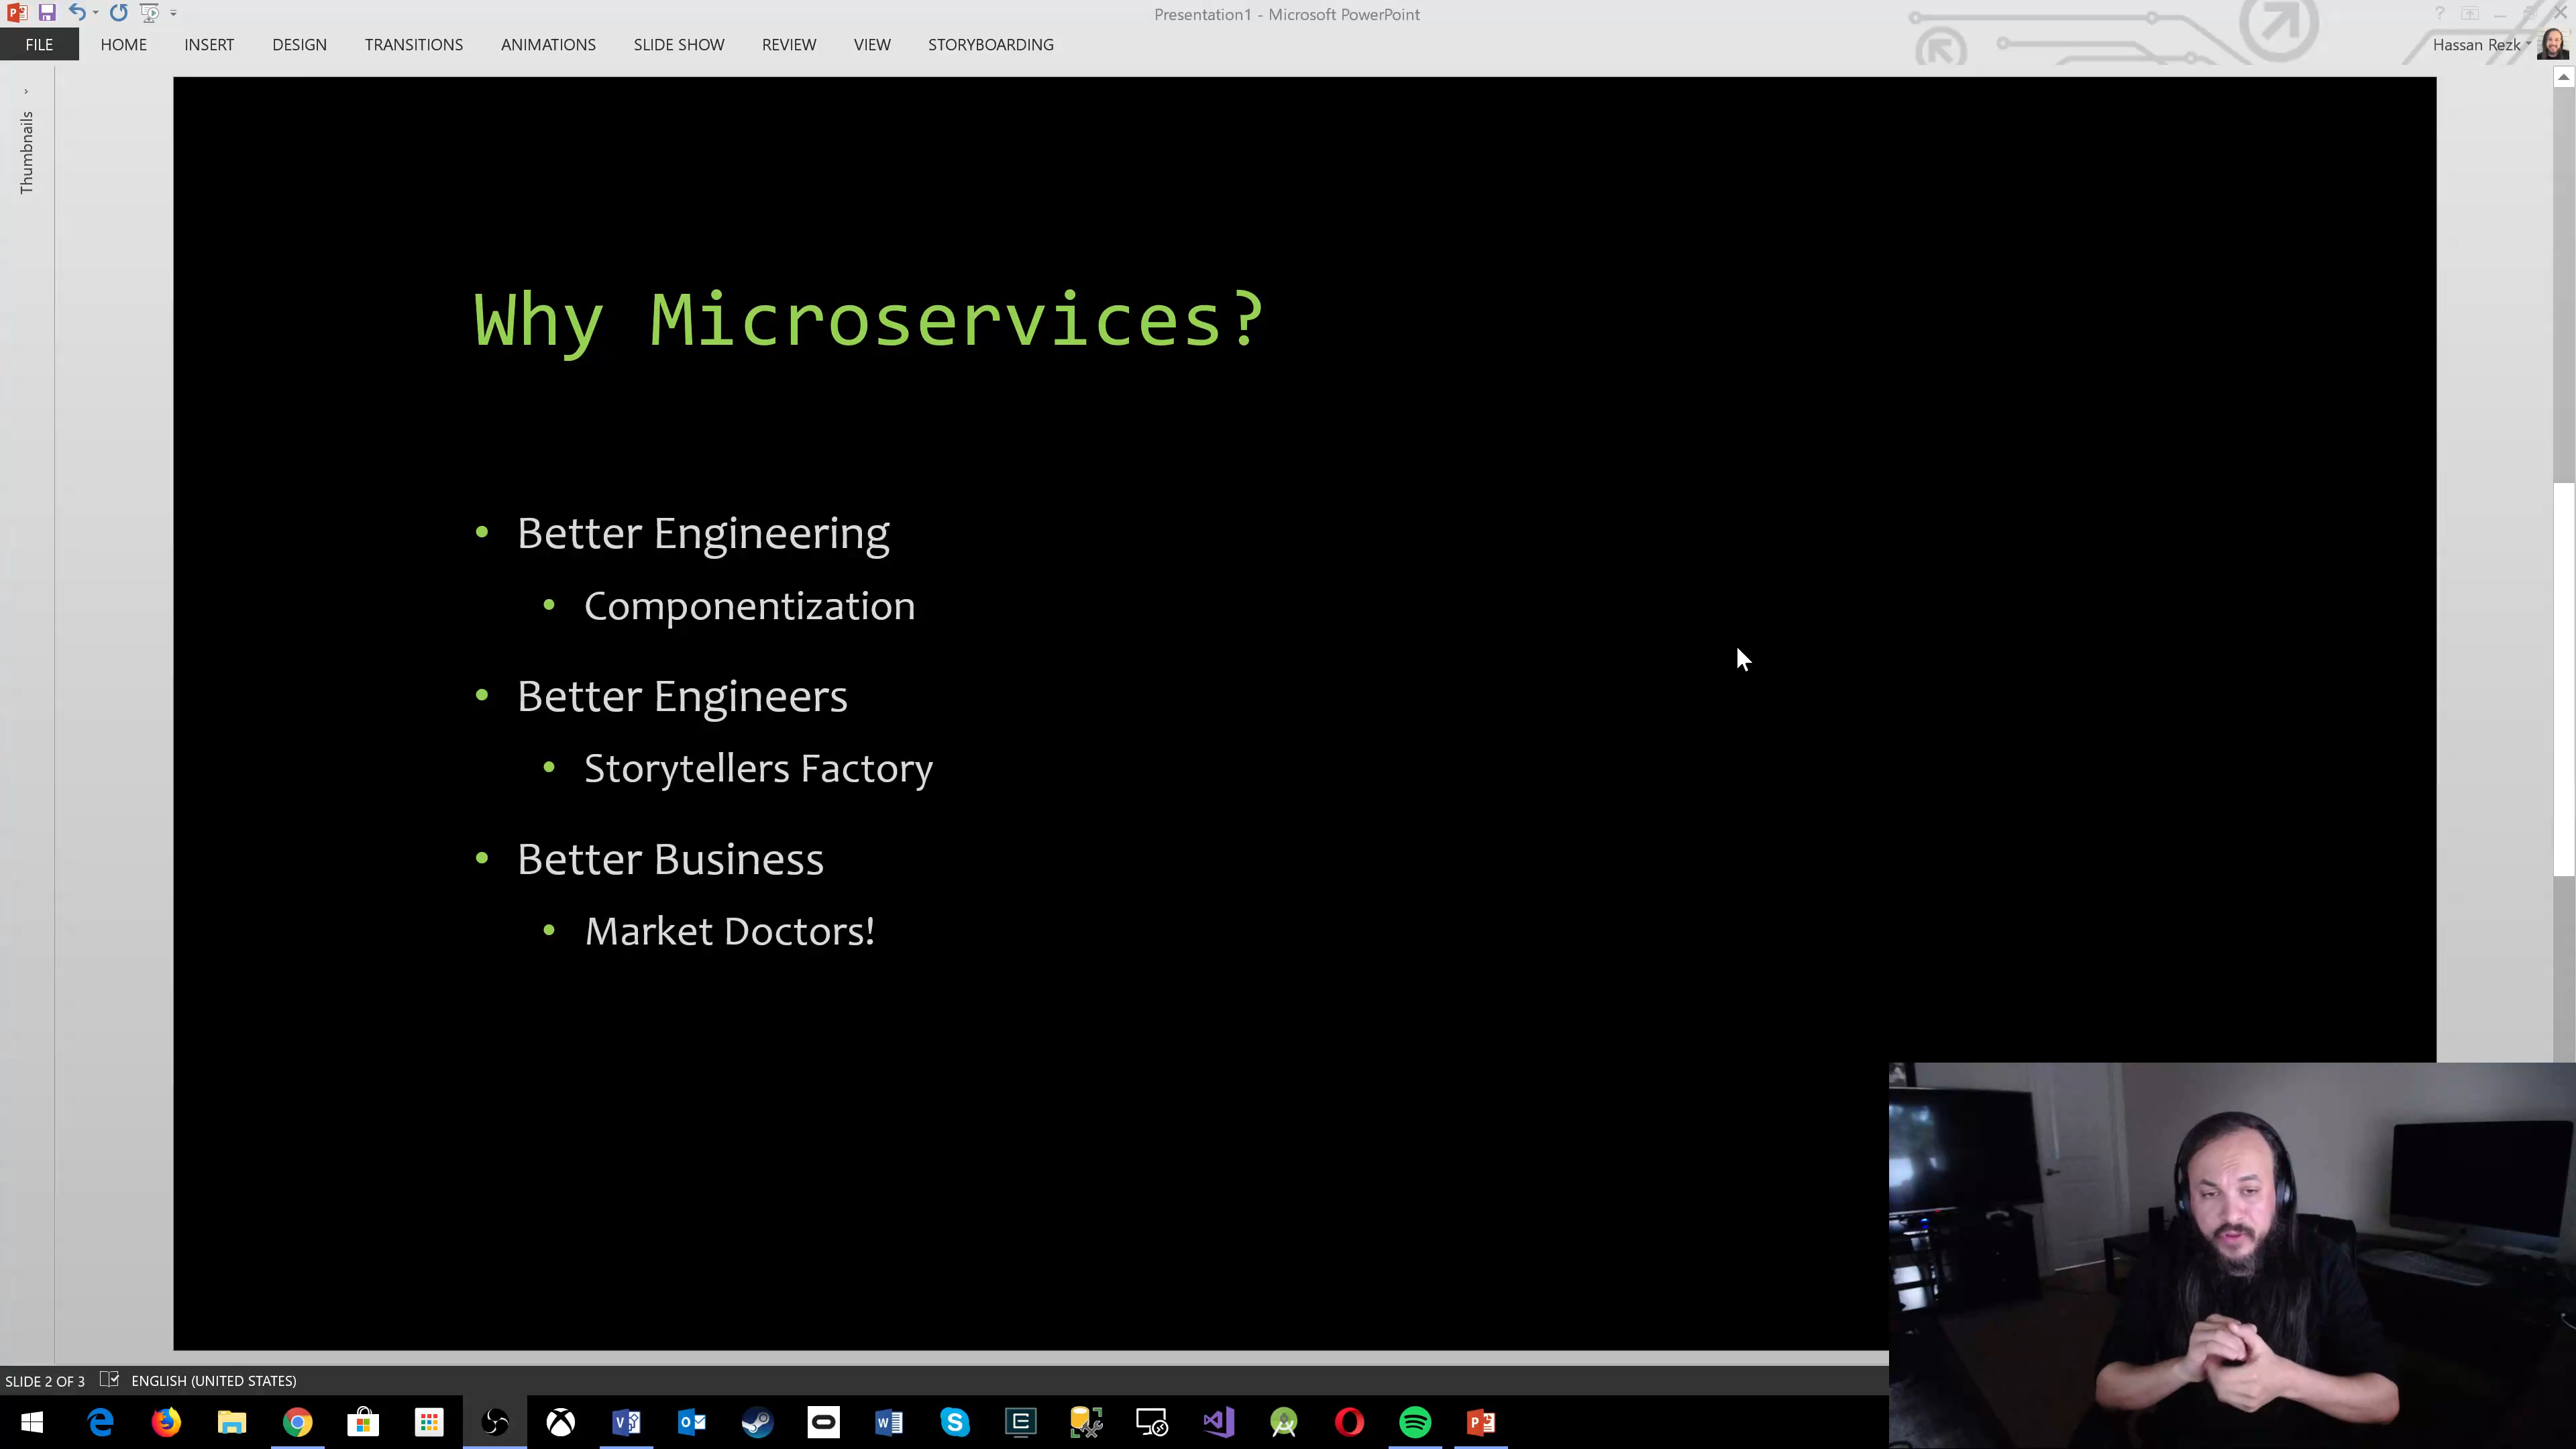 Presentation1 - Microsoft PowerPoint
FILE HOME INSERT DESIGN TRANSITIONS ANIMATIONS SLIDE SHOW REVIEW VIEW STORYBOARDING
Hassan Rezk
Thumbnails
Why Microservices?
• Better Engineering
• Componentization
• Better Engineers
• Storytellers Factory
• Better Business
• Market Doctors!
SLIDE 2 OF 3 ENGLISH (UNITED STATES)